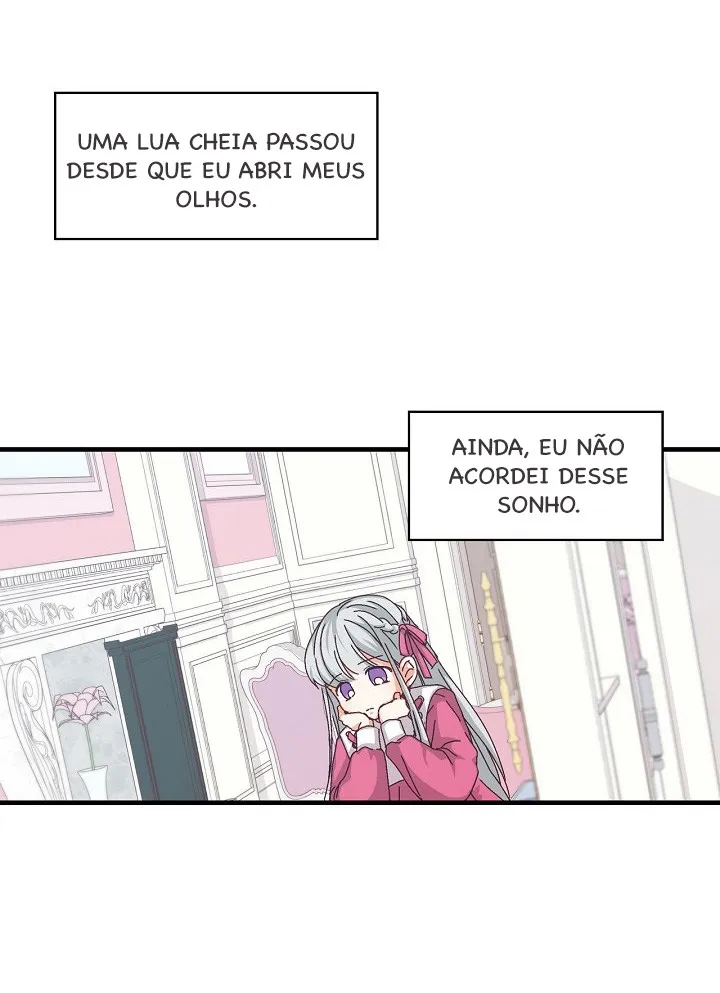 UMA LUA CHEIA PASSOU
DESDE QUE EU ABRI MEUS
OLHOS.
AINDA, EU NÃO
ACORDEI DESSE
SONHO.